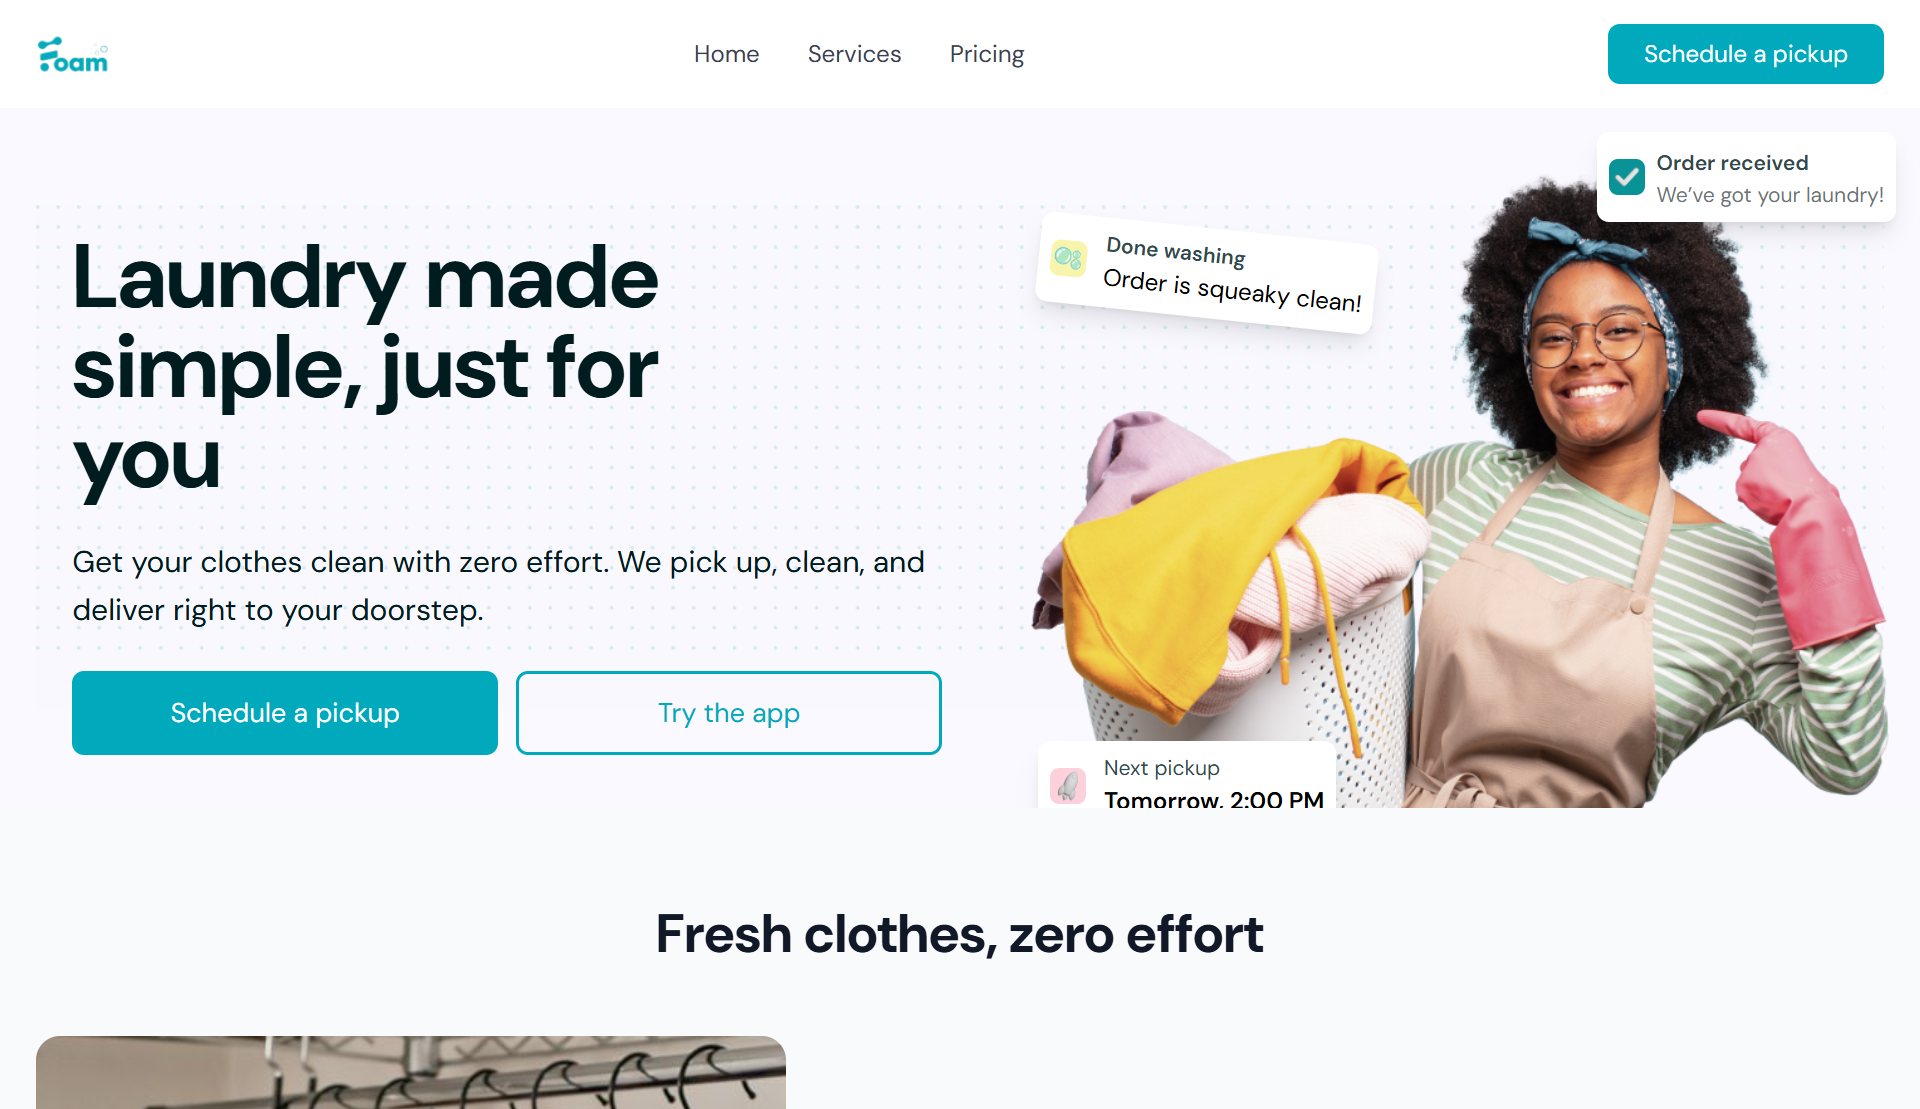 Foam
Home
Services
Pricing
Schedule a pickup
Order received
We've got your laundry!
Done washing
Order is squeaky clean!
Laundry made
simple, just for
you
Get your clothes clean with zero effort. We pick up, clean, and
deliver right to your doorstep.
Schedule a pickup
Try the app
Next pickup
Tomorrow, 2:00 PM
Fresh clothes, zero effort